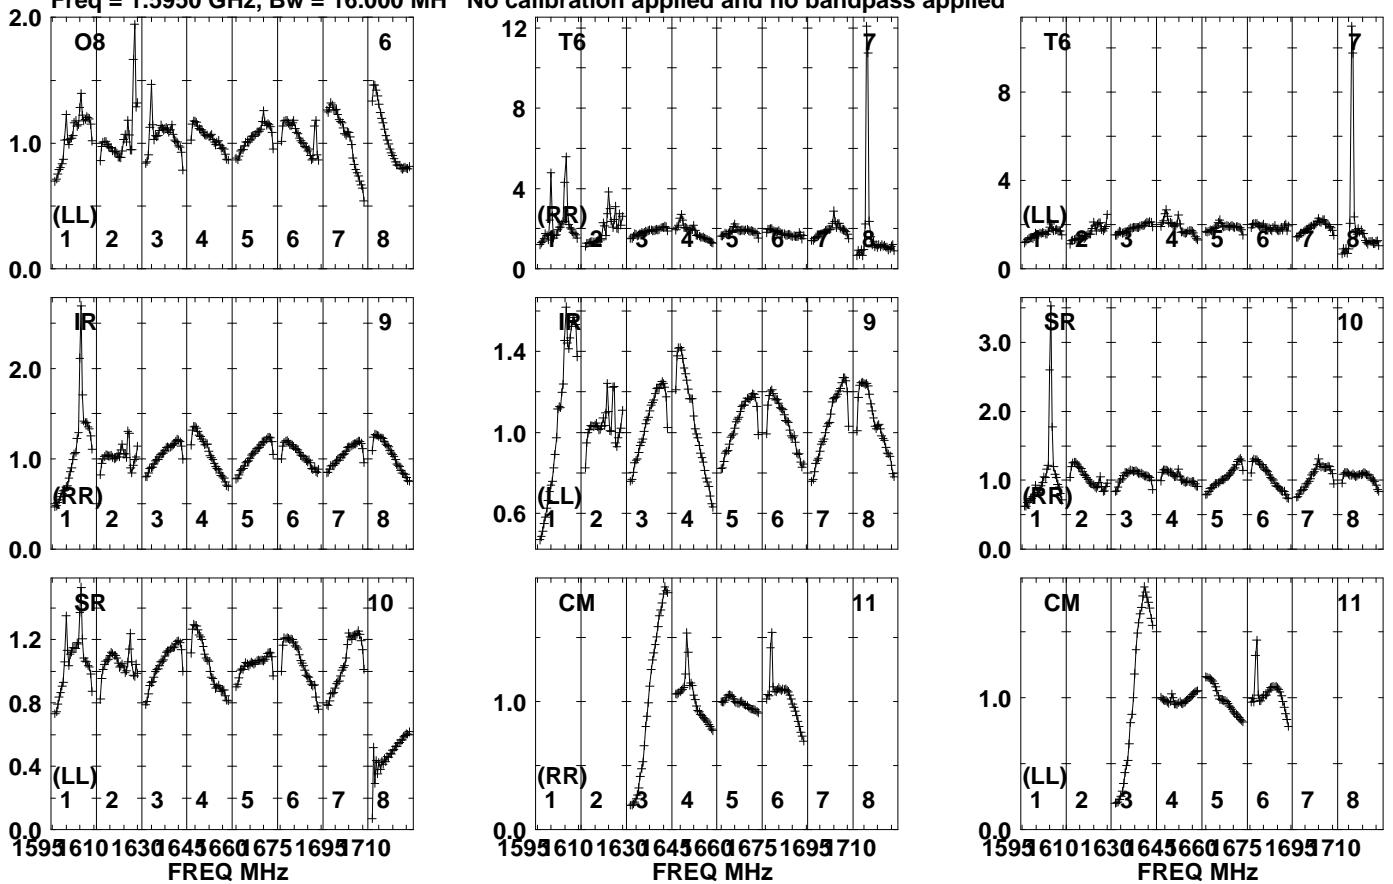 Freq = 1.5950 GHz, Bw = 16.000 MH No calibration applied and no bandpass applied
2.0 O8 6
1.0
(LL)
1 2 3 4 5 6 7 8
0.0
12 T6 7
8
4
(RR)
1 2 3 4 5 6 7 8
0
T6 7
8
4
(LL)
1 2 3 4 5 6 7 8
0
IR 9
2.0
1.0
(RR)
1 2 3 4 5 6 7 8
0.0
IR 9
1.4
1.0
(LL)
0.6
1 2 3 4 5 6 7 8
SR 10
3.0
2.0
1.0
(RR)
1 2 3 4 5 6 7 8
0.0
SR 10
1.2
0.8
0.4
(LL)
1 2 3 4 5 6 7 8
0.0
CM 11
1.0
(RR)
1 2 3 4 5 6 7 8
0.0
CM 11
1.0
(LL)
1 2 3 4 5 6 7 8
0.0
1595 1610 1630 1645 1660 1675 1695 1710
FREQ MHz
1595 1610 1630 1645 1660 1675 1695 1710
FREQ MHz
1595 1610 1630 1645 1660 1675 1695 1710
FREQ MHz